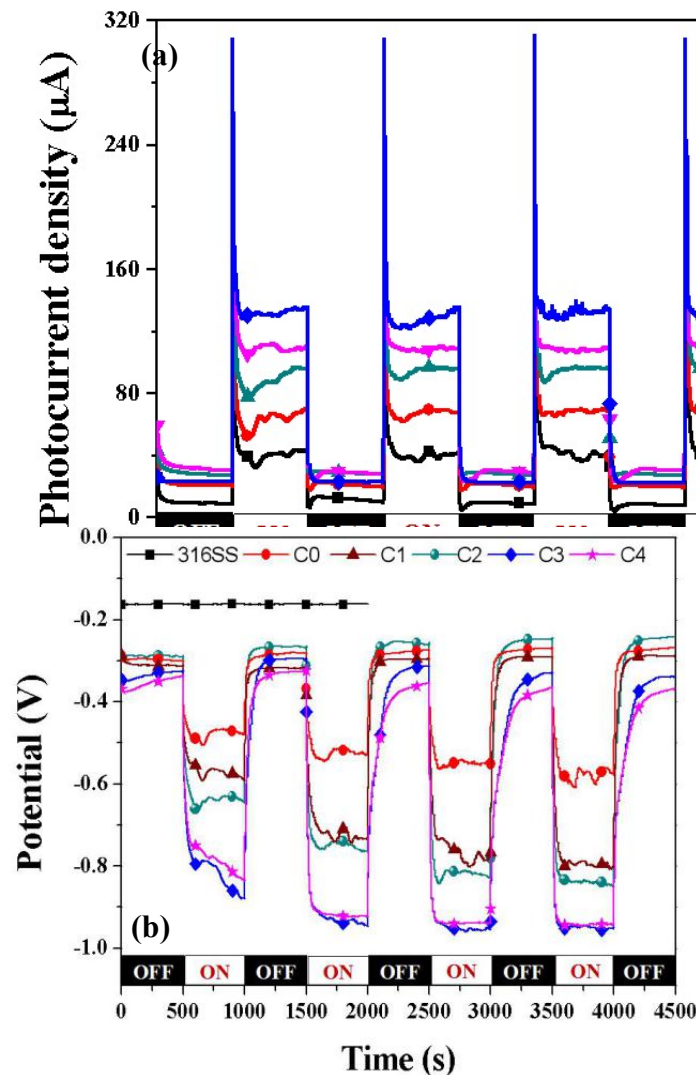 320
(a)
240
160
80
0
Photocurrent density (μA)
ON
0.0
316SS C0 C1 C2 C3 C4
-0.2
-0.4
-0.6
-0.8
-1.0
Potential (V)
(b)
OFF ON OFF ON OFF ON OFF ON OFF
0 500 1000 1500 2000 2500 3000 3500 4000 4500
Time (s)